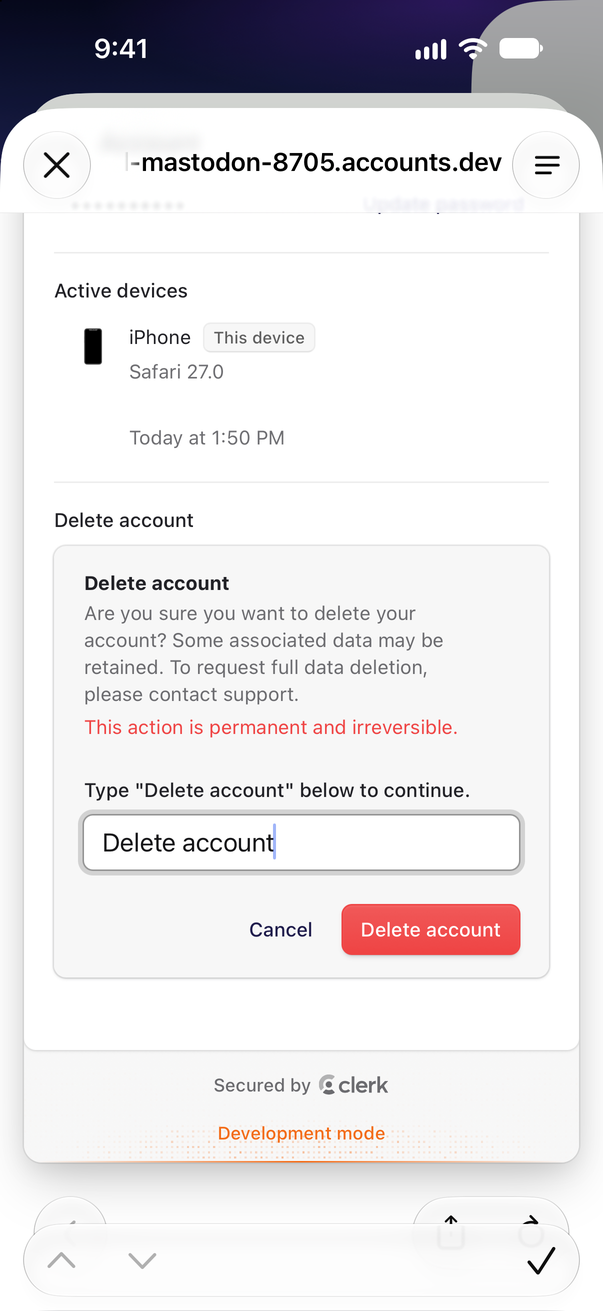 9:41
-mastodon-8705.accounts.dev
Update password
Active devices
iPhone This device
Safari 27.0
Today at 1:50 PM
Delete account
Delete account
Are you sure you want to delete your
account? Some associated data may be
retained. To request full data deletion,
please contact support.
This action is permanent and irreversible.
Type "Delete account" below to continue.
Delete account
Cancel Delete account
Secured by clerk
Development mode